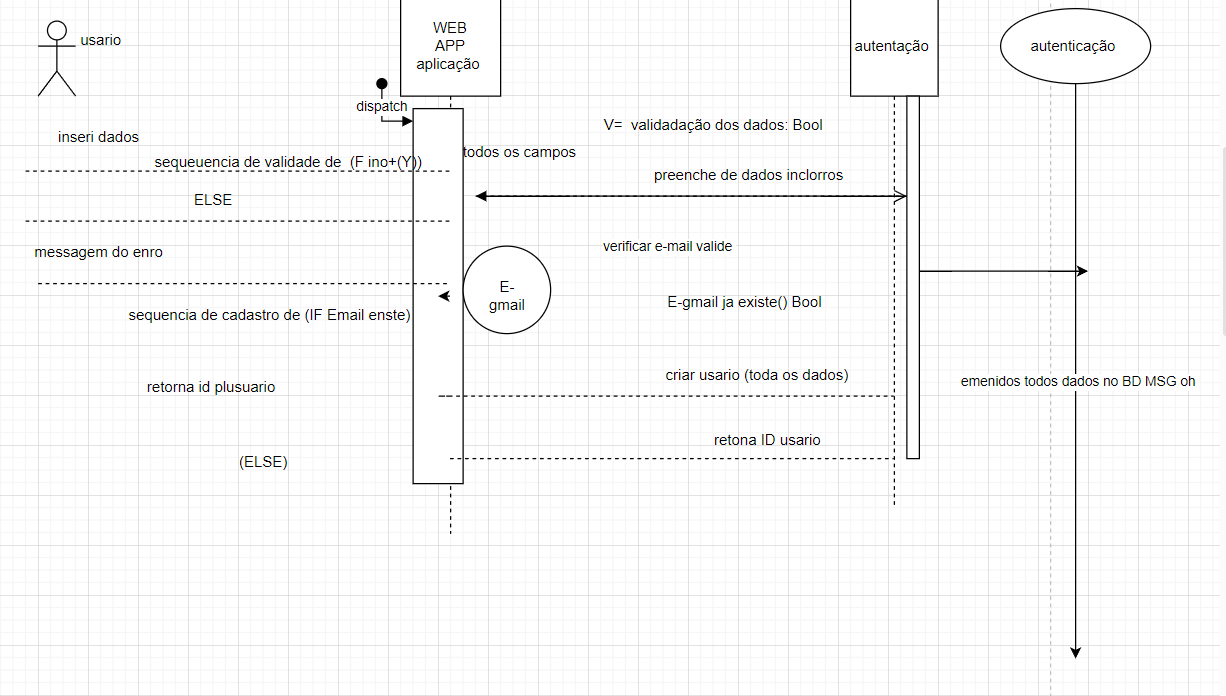 usario
WEB
APP
aplicação
autentação
autenticação
dispatch
inseri dados
V= validadação dos dados: Bool
todos os campos
sequeuencia de validade de (F ino+(Y))
preenche de dados inclorros
ELSE
messagem do enro
verificar e-mail valide
E-
gmail
E-gmail ja existe() Bool
sequencia de cadastro de (IF Email enste)
criar usario (toda os dados)
emenidos todos dados no BD MSG oh
retorna id plusuario
retona ID usario
(ELSE)